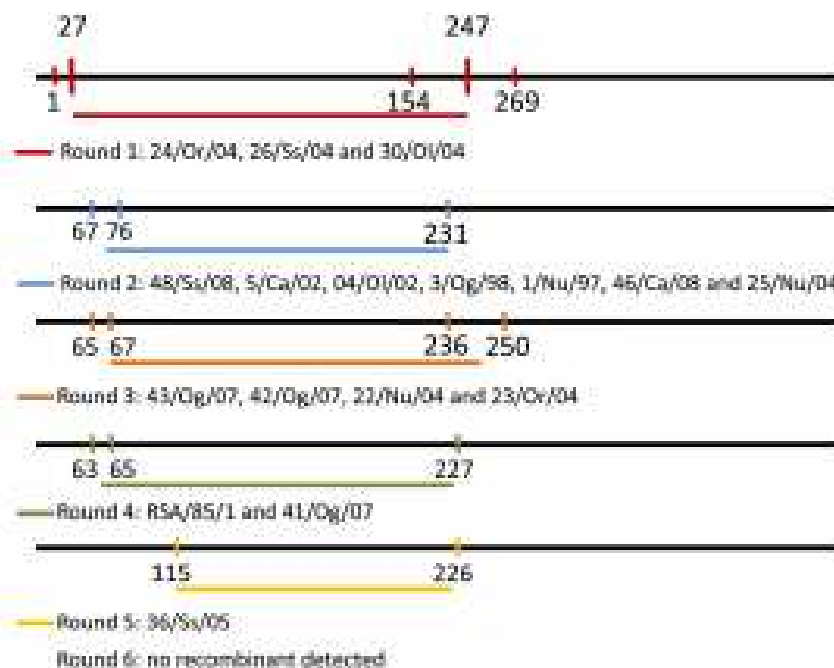 27 247
1 154 269
Round 1: 24/Or/04, 26/Ss/04 and 30/Ol/04
67 76 231
Round 2: 48/Ss/08, 5/Ca/02, 04/Ol/02, 3/Og/98, 1/Nu/97, 46/Ca/08 and 25/Nu/04
65 67 236 250
Round 3: 43/Og/07, 42/Og/07, 22/Nu/04 and 23/Or/04
63 65 227
Round 4: RSA/85/1 and 41/Og/07
115 226
Round 5: 36/Ss/05
Round 6: no recombinant detected